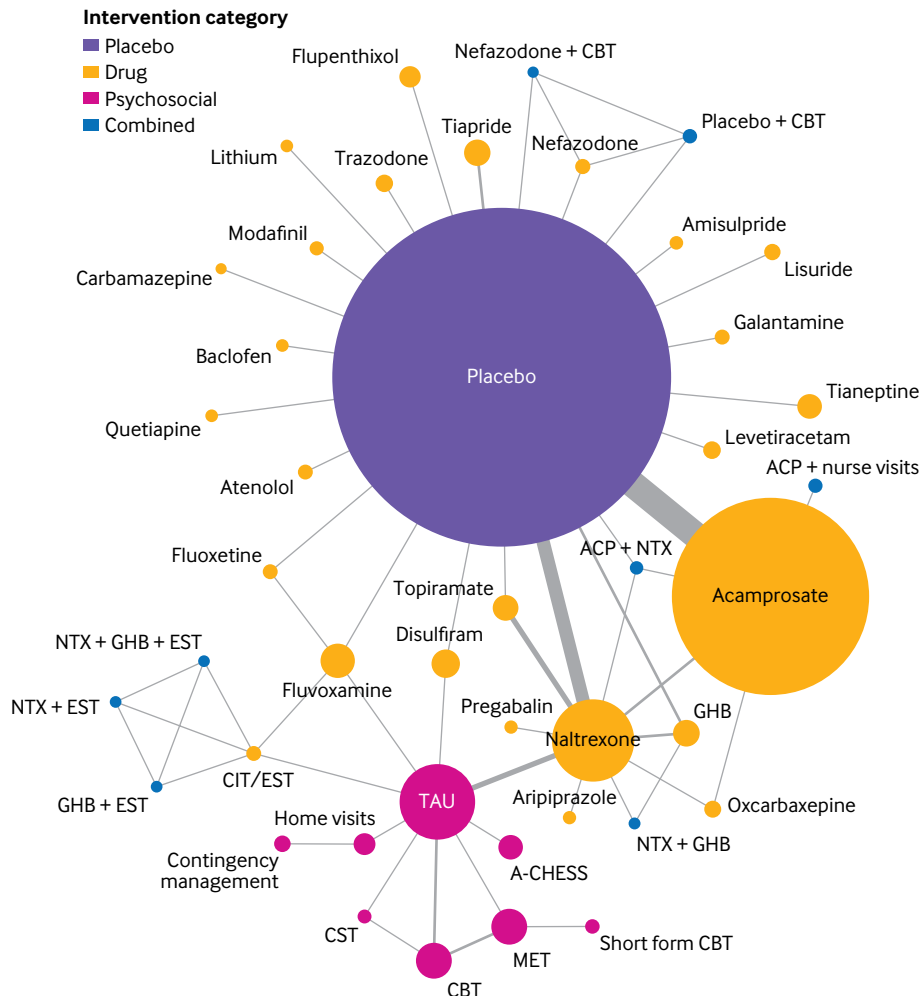 Intervention category
Placebo
Drug
Psychosocial
Combined
Flupenthixol
Nefazodone + CBT
Tiapride
Placebo + CBT
Nefazodone
Lithium
Trazodone
Modafinil
Amisulpride
Lisuride
Carbamazepine
Galantamine
Baclofen
Placebo
Tianeptine
Quetiapine
Levetiracetam
ACP + nurse visits
Atenolol
Fluoxetine
ACP + NTX
Topiramate
Acamprosate
Disulfiram
NTX + GHB + EST
Fluvoxamine
NTX + EST
Pregabalin
GHB
Naltrexone
CIT/EST
GHB + EST
TAU
Aripiprazole
Oxcarbaxepine
Home visits
NTX + GHB
Contingency
management
A-CHESS
CST
MET
Short form CBT
CBT